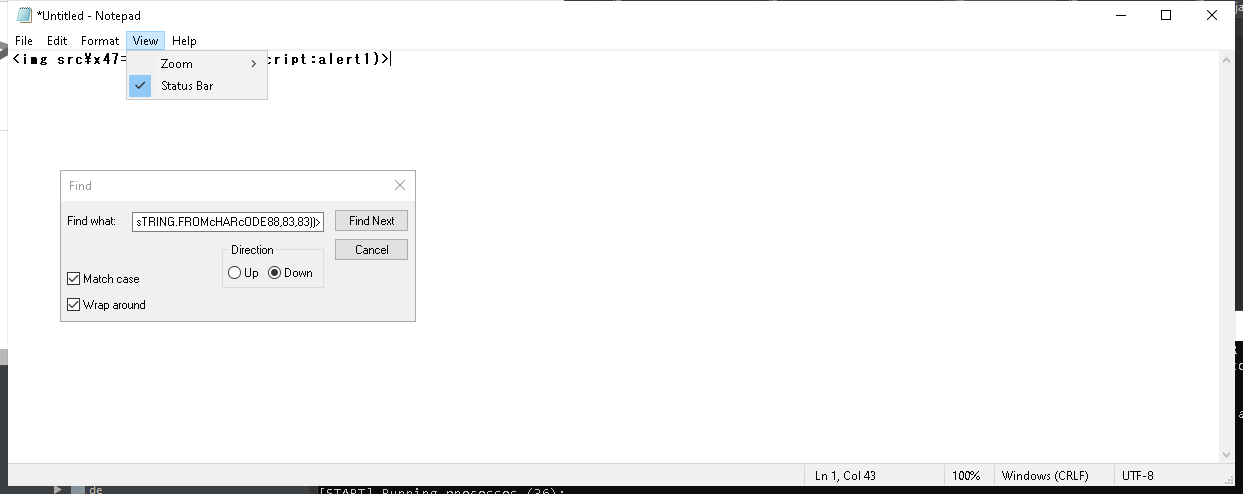 *Untitled - Notepad
File Edit Format View Help
<img src¥x47= cript:alert1)>
Zoom
Status Bar
Find
Find what: sTRING.FROMcHARcODE88,83,83))> Find Next
Direction Cancel
Up Down
Match case
Wrap around
Ln 1, Col 43 100% Windows (CRLF) UTF-8
de
[START] Running processes (36):